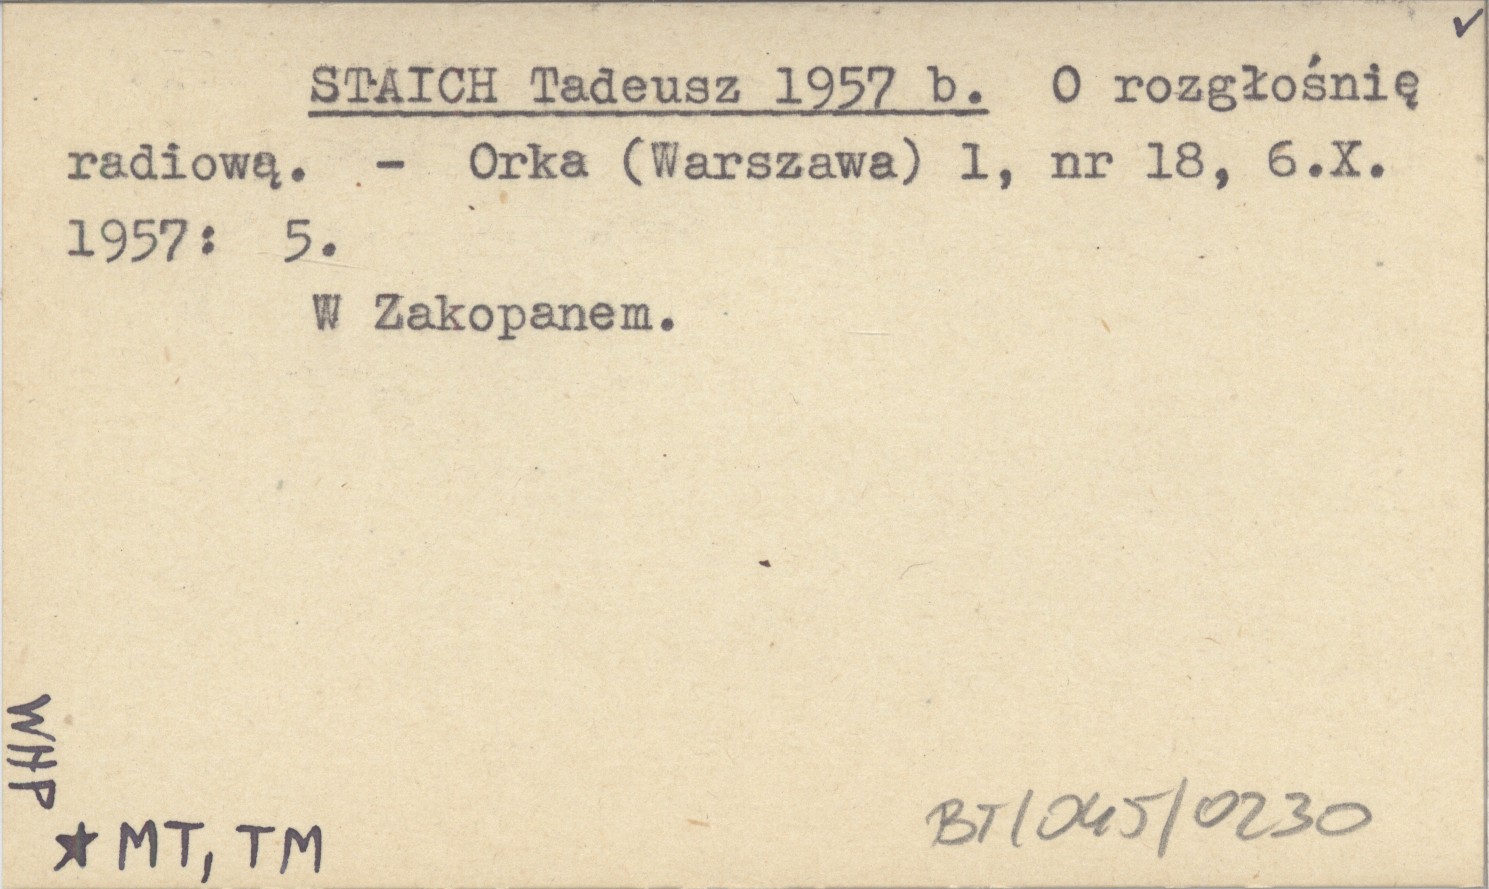 ✓
STAICH Tadeusz 1957 b. O rozgłośnię
radiową. - Orka (Warszawa) 1, nr 18, 6.X.
1957: 5.
W Zakopanem.
WHP
★ MT, TM
BT/045/0230